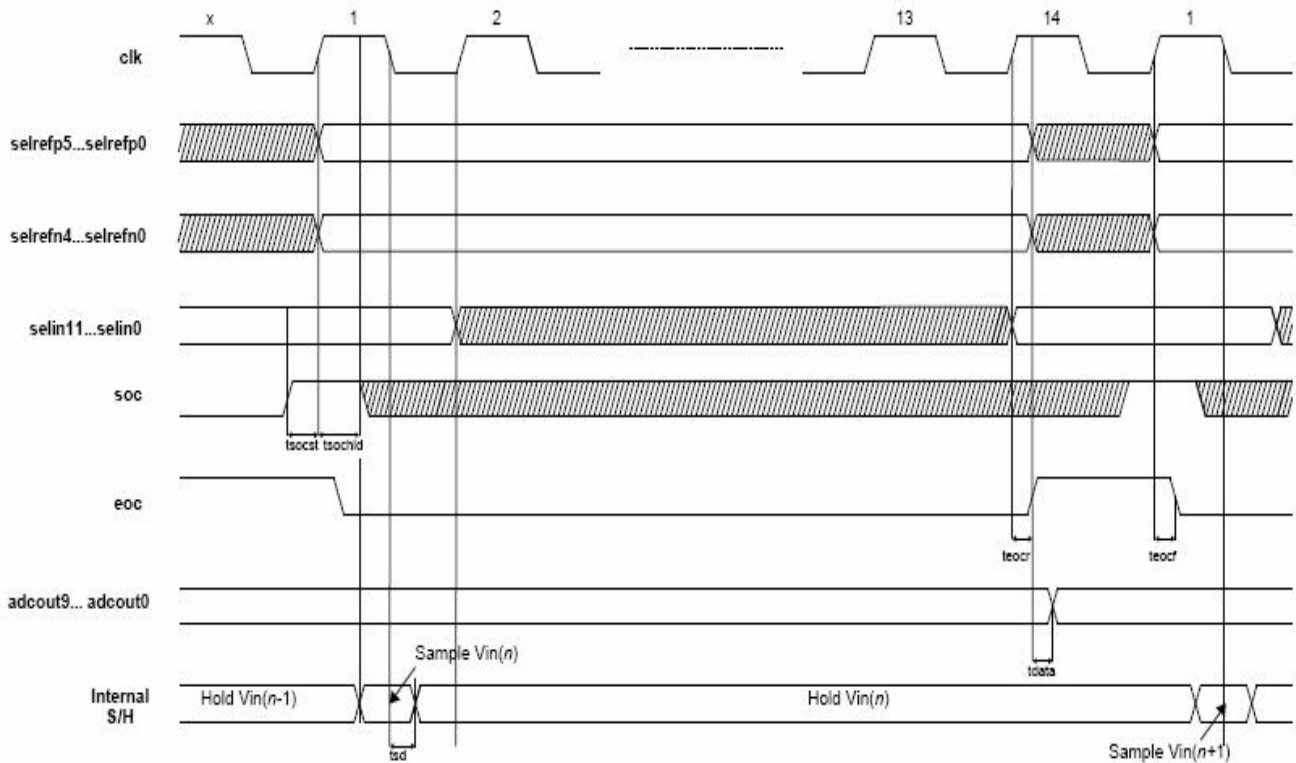 x 1 2 13 14 1
clk
selrefp5...selrefp0
selrefn4...selrefn0
selin11...selin0
soc
tsocst tsochld
eoc
teocr teocf
adcout9... adcout0
Sample Vin(n)
tdata
Internal
S/H
Hold Vin(n-1)
Hold Vin(n)
tsd
Sample Vin(n+1)